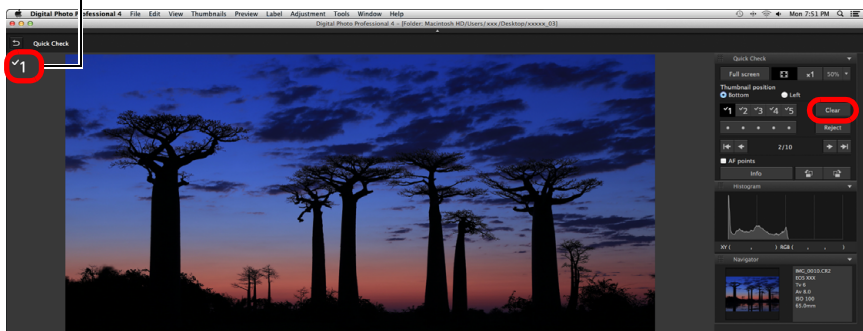 Digital Photo Professional 4 File Edit View Thumbnails Preview Label Adjustment Tools Window Help Mon 7:51 PM
Digital Photo Professional 4 – [Folder: Macintosh HD/Users/xxx/Desktop/xxxxx_03]
Quick Check
1
Quick Check
Full screen x1 50%
Thumbnail position
Bottom Left
1 2 3 4 5 Clear
Reject
2/10
AF points
Info
Histogram
XY ( , ) RGB ( , , )
Navigator
IMG_0010.CR2
EOS XXX
Tv 6
Av 8.0
ISO 100
65.0mm